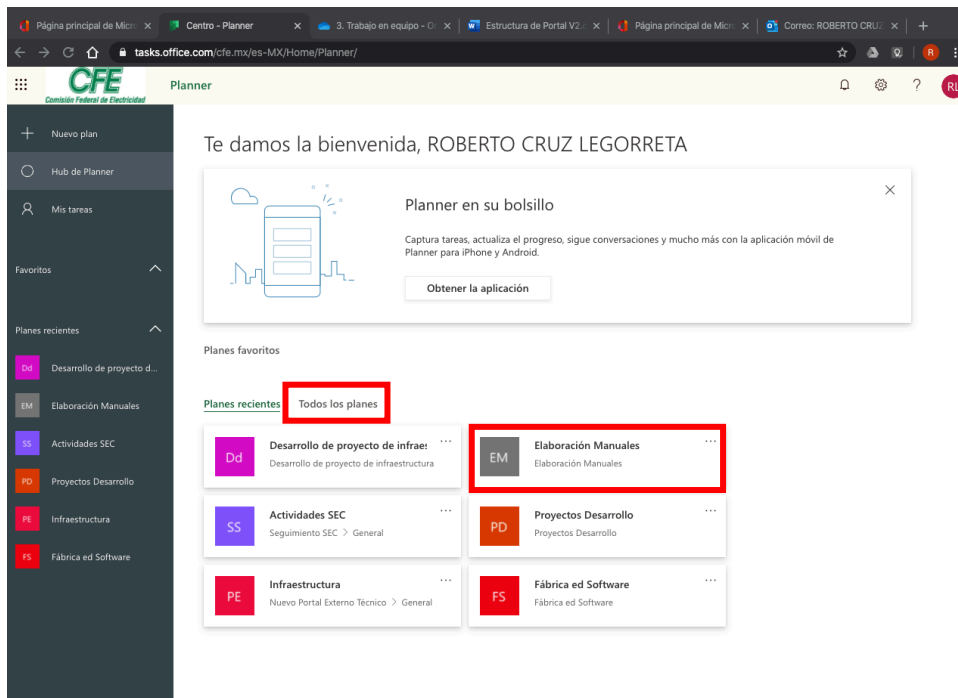 Página principal de Micro
Centro - Planner
3. Trabajo en equipo - O
Estructura de Portal V2.
Página principal de Micro
Correo: ROBERTO CRUZ
tasks.office.com/cfe.mx/es-MX/Home/Planner/
R
CFE
Comisión Federal de Electricidad
Planner
?
RL
Nuevo plan
Hub de Planner
Mis tareas
Favoritos
Planes recientes
Dd Desarrollo de proyecto d...
EM Elaboración Manuales
SS Actividades SEC
PD Proyectos Desarrollo
PE Infraestructura
FS Fábrica ed Software
Te damos la bienvenida, ROBERTO CRUZ LEGORRETA
Planner en su bolsillo
Captura tareas, actualiza el progreso, sigue conversaciones y mucho más con la aplicación móvil de
Planner para iPhone y Android.
Obtener la aplicación
Planes favoritos
Planes recientes Todos los planes
Dd
Desarrollo de proyecto de infraes
Desarrollo de proyecto de infraestructura
EM
Elaboración Manuales
Elaboración Manuales
SS
Actividades SEC
Seguimiento SEC > General
PD
Proyectos Desarrollo
Proyectos Desarrollo
PE
Infraestructura
Nuevo Portal Externo Técnico > General
FS
Fábrica ed Software
Fábrica ed Software